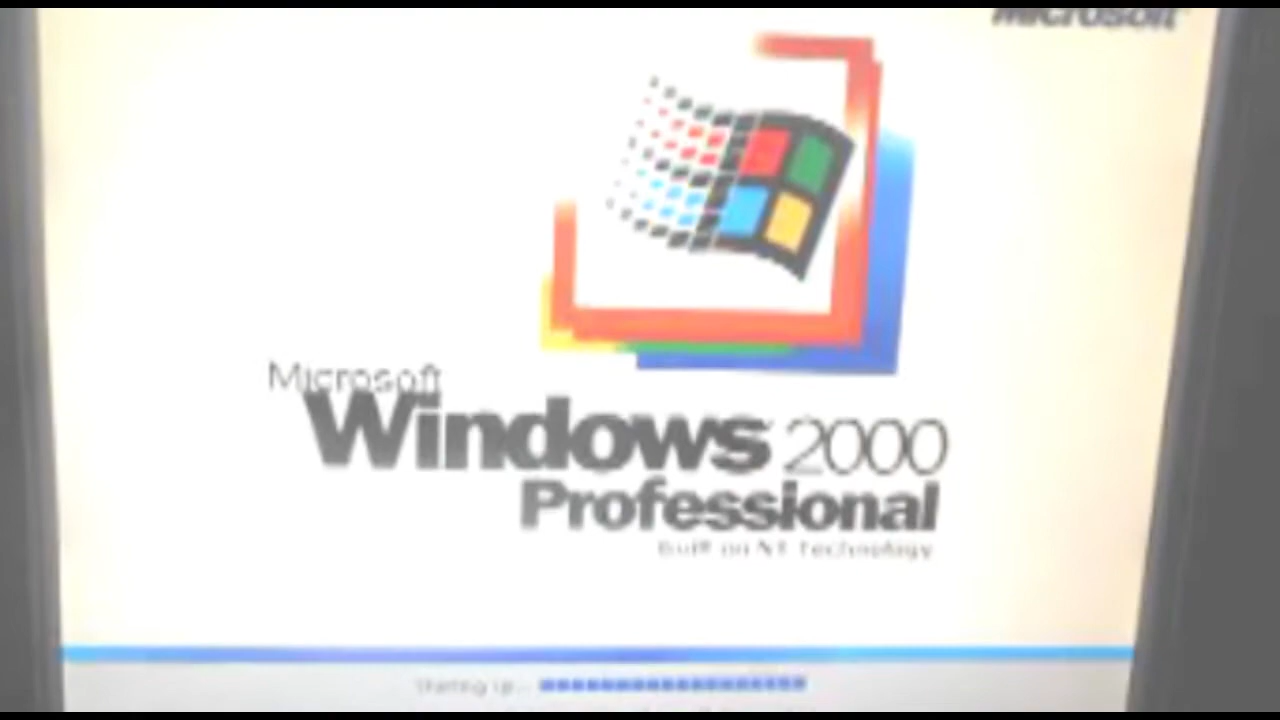 Microsoft
Microsoft
Windows 2000
Professional
Built on NT Technology
Starting up...